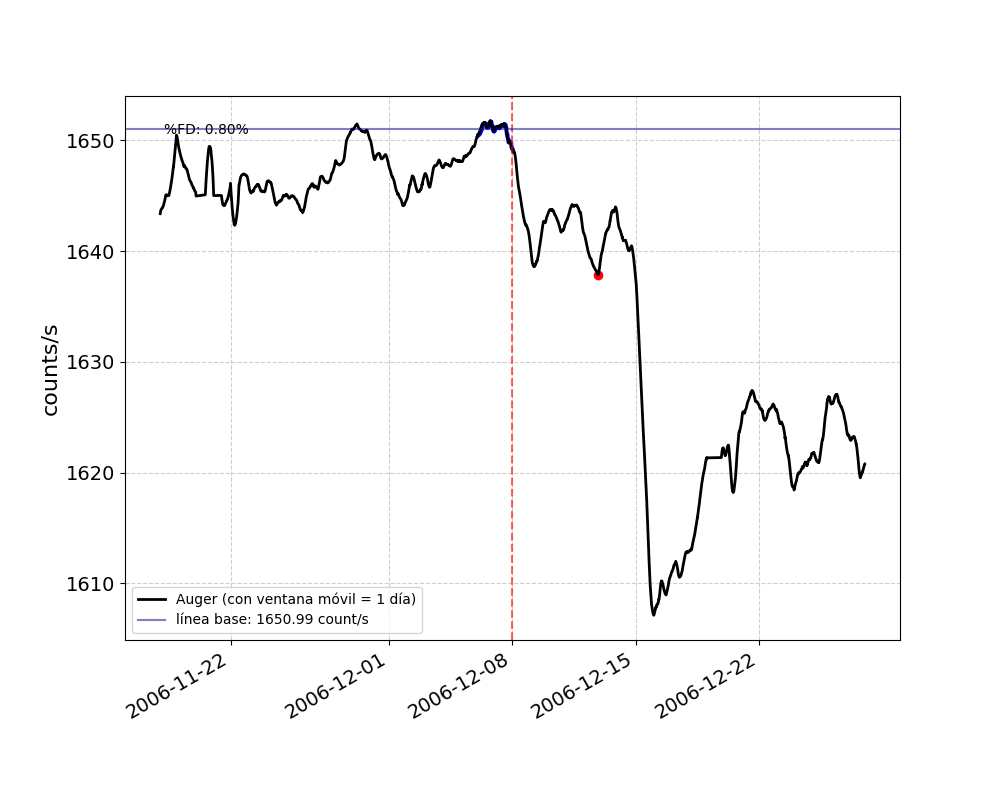 %FD: 0.80%
1650
1640
1630
1620
1610
counts/s
Auger (con ventana móvil = 1 día)
línea base: 1650.99 count/s
2006-11-22
2006-12-01
2006-12-08
2006-12-15
2006-12-22